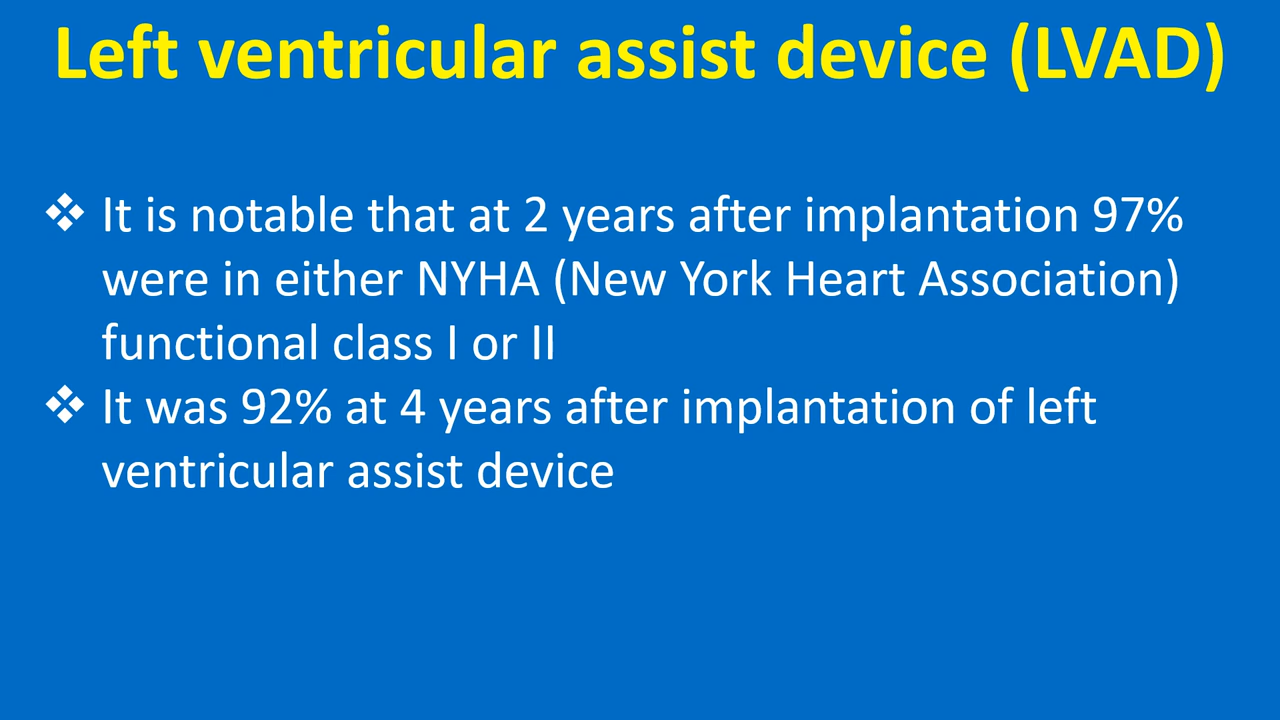 Left ventricular assist device (LVAD)
❖ It is notable that at 2 years after implantation 97%
were in either NYHA (New York Heart Association)
functional class I or II
❖ It was 92% at 4 years after implantation of left
ventricular assist device